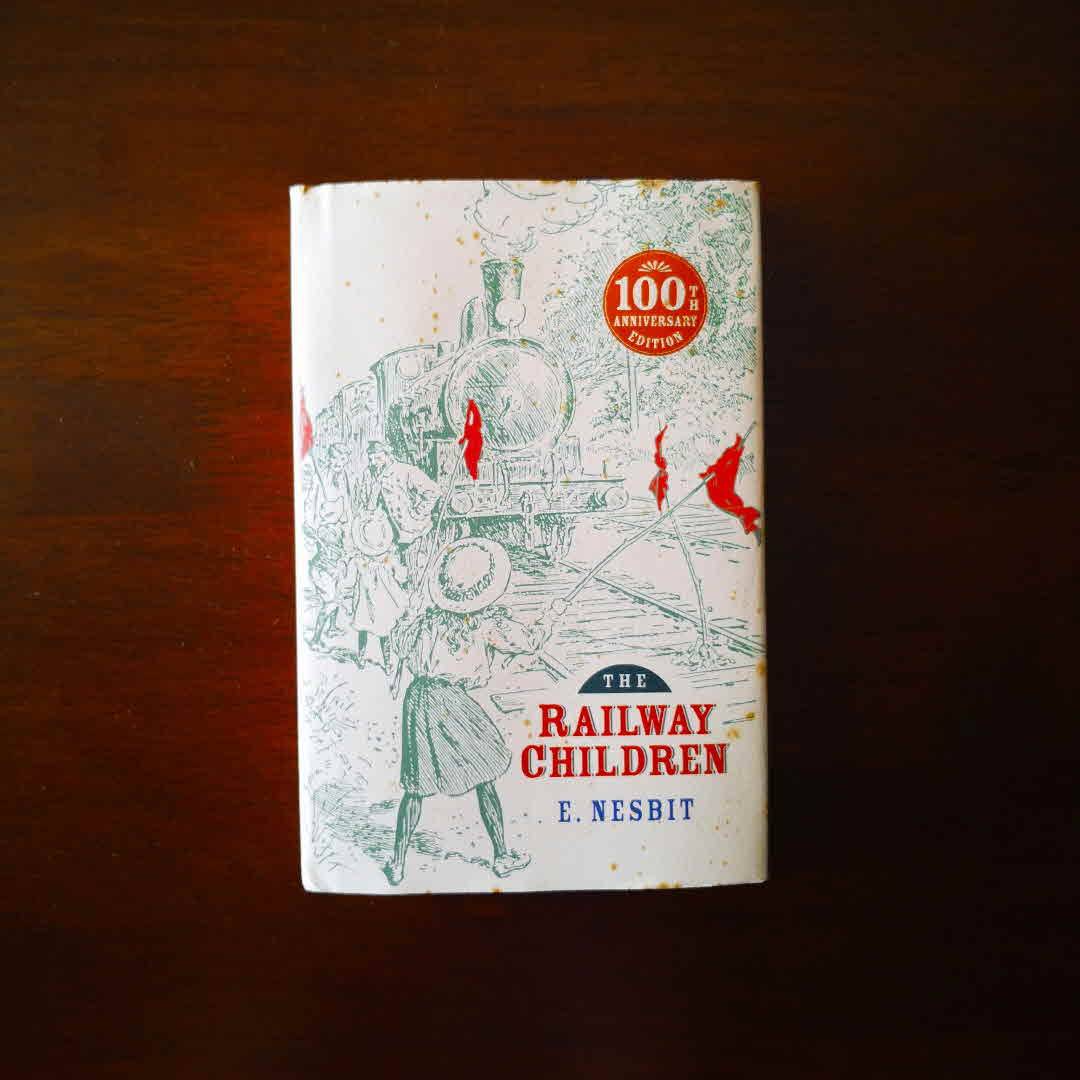 100TH
ANNIVERSARY
EDITION
THE
RAILWAY
CHILDREN
E. NESBIT